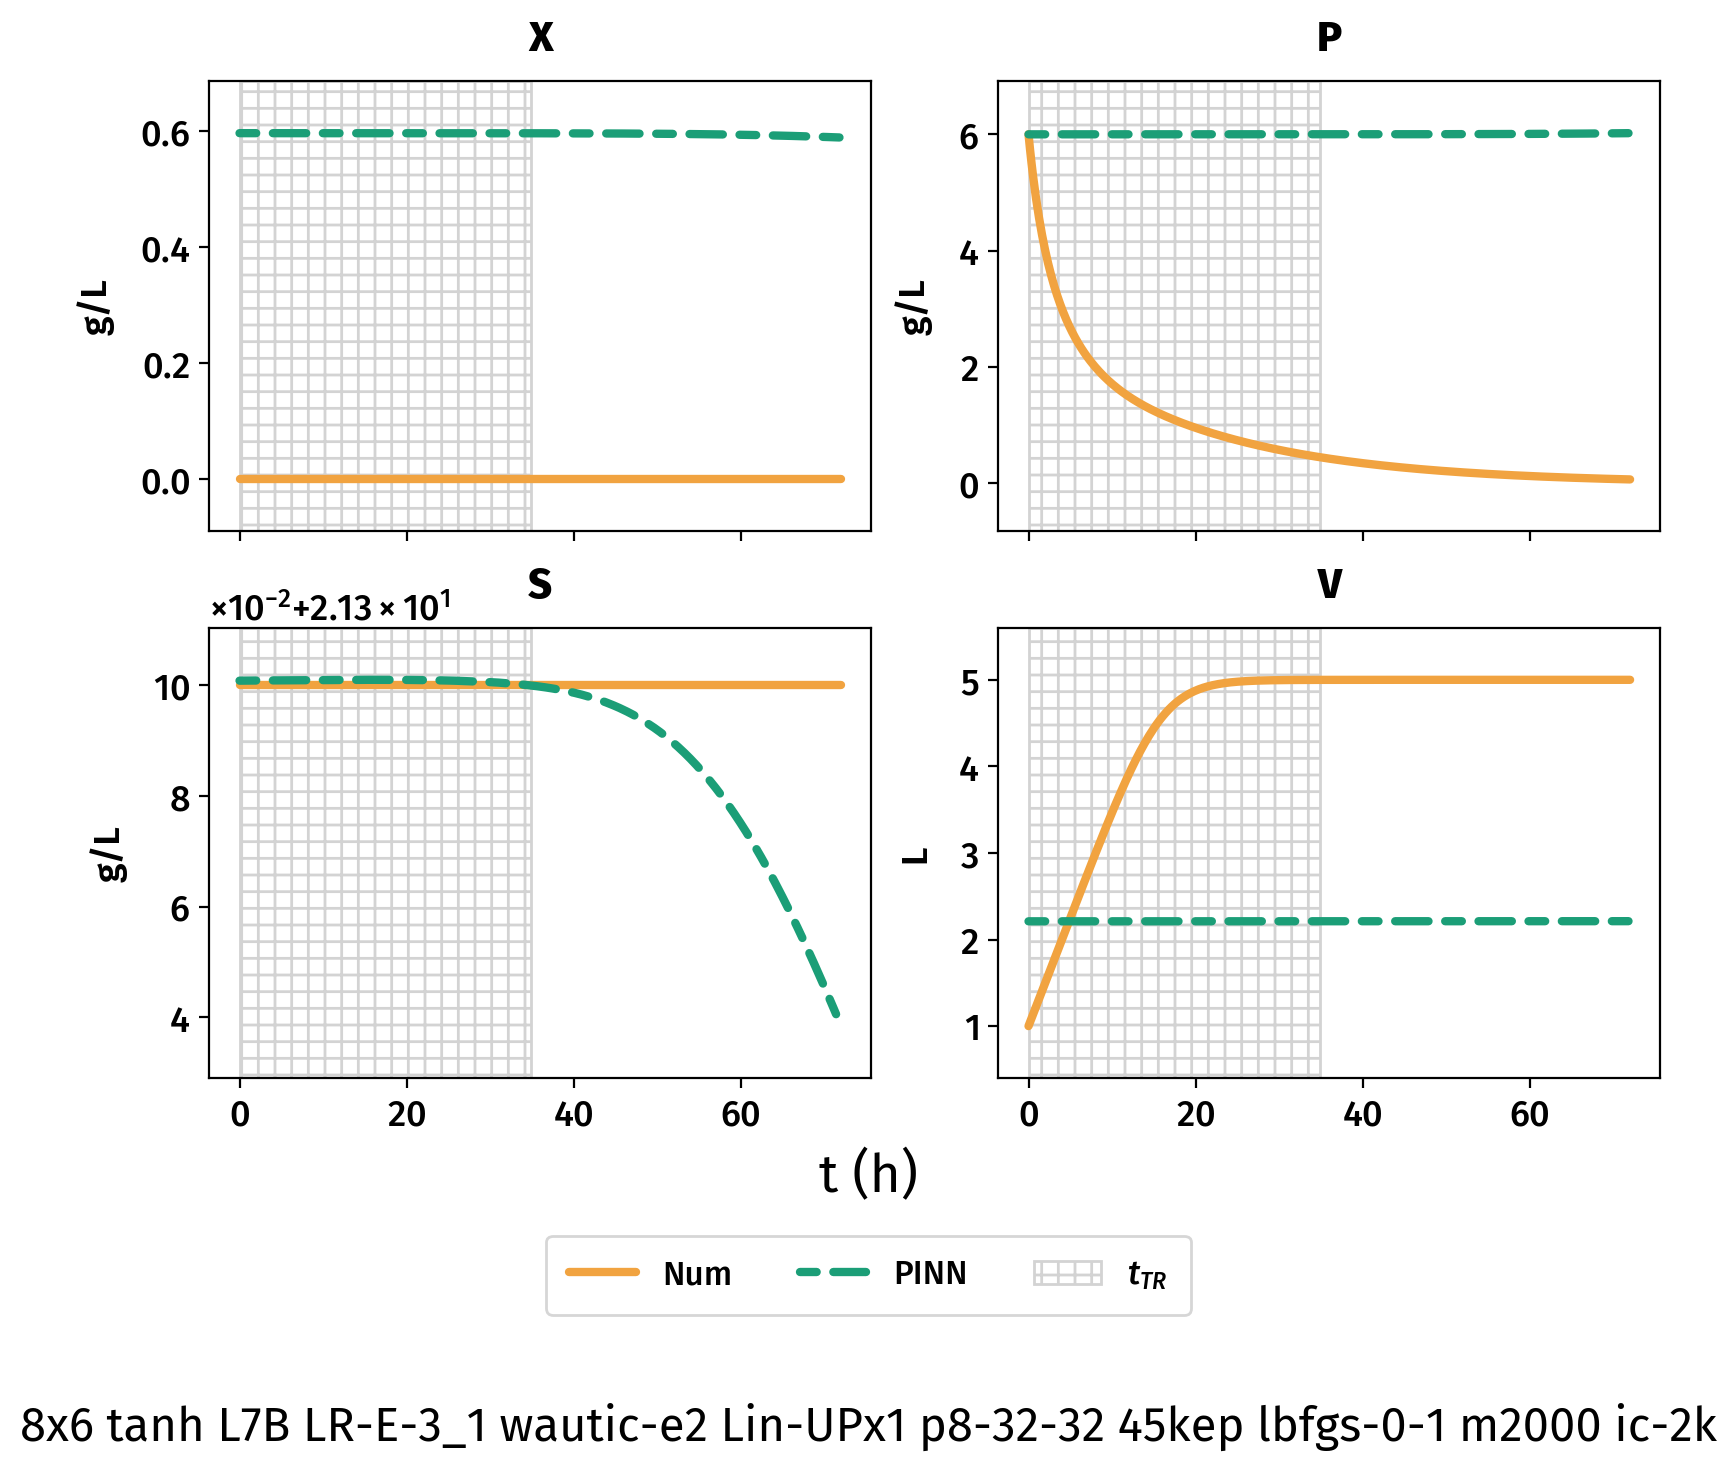 X
P
g/L
0.6
0.4
0.2
0.0
g/L
6
4
2
0
S
V
×10⁻²+2.13 × 10¹
g/L
10
8
6
4
0
20
40
60
L
5
4
3
2
1
0
20
40
60
t (h)
Num
PINN
t_TR
8x6 tanh L7B LR-E-3_1 wautic-e2 Lin-UPx1 p8-32-32 45kep lbfgs-0-1 m2000 ic-2k